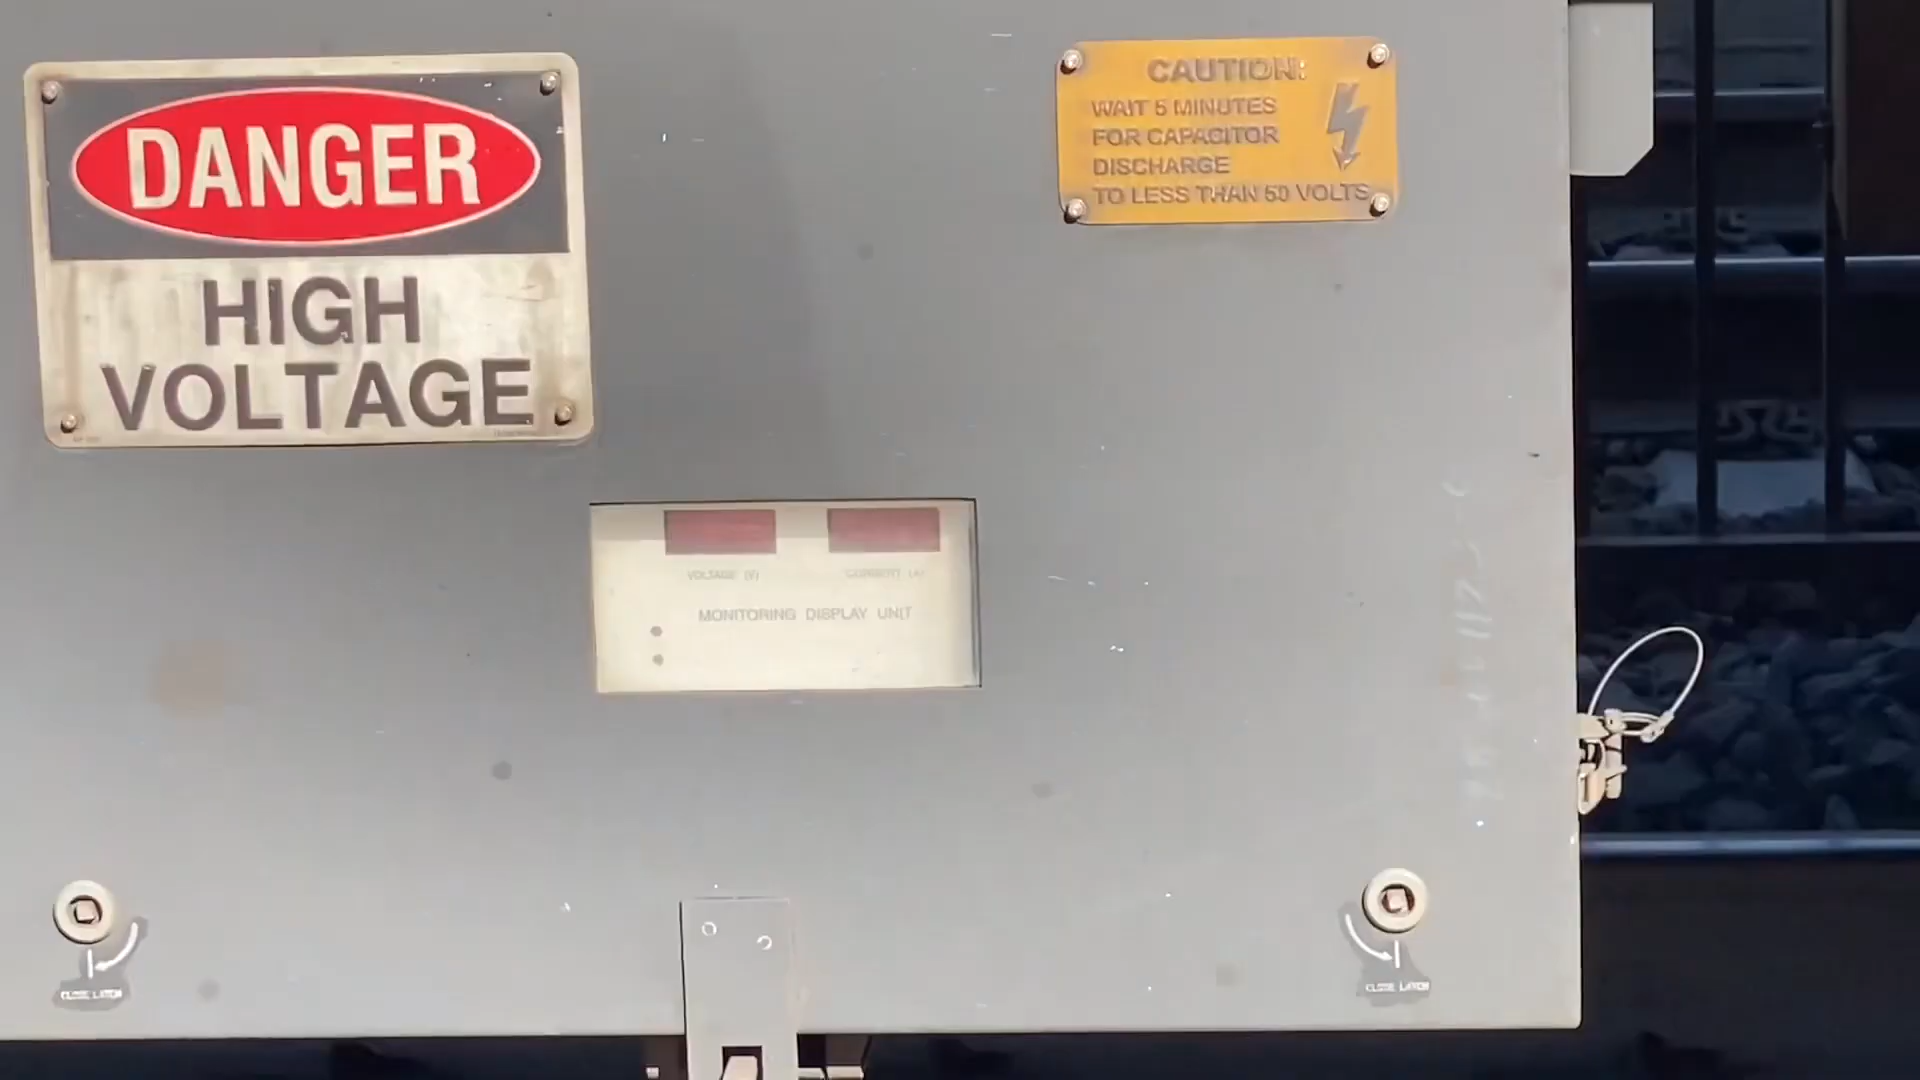 DANGER
HIGH
VOLTAGE
CAUTION:
WAIT 5 MINUTES
FOR CAPACITOR
DISCHARGE
TO LESS THAN 50 VOLTS
VOLTAGE (V) CURRENT (A)
MONITORING DISPLAY UNIT
CLOSE LATCH
CLOSE LATCH